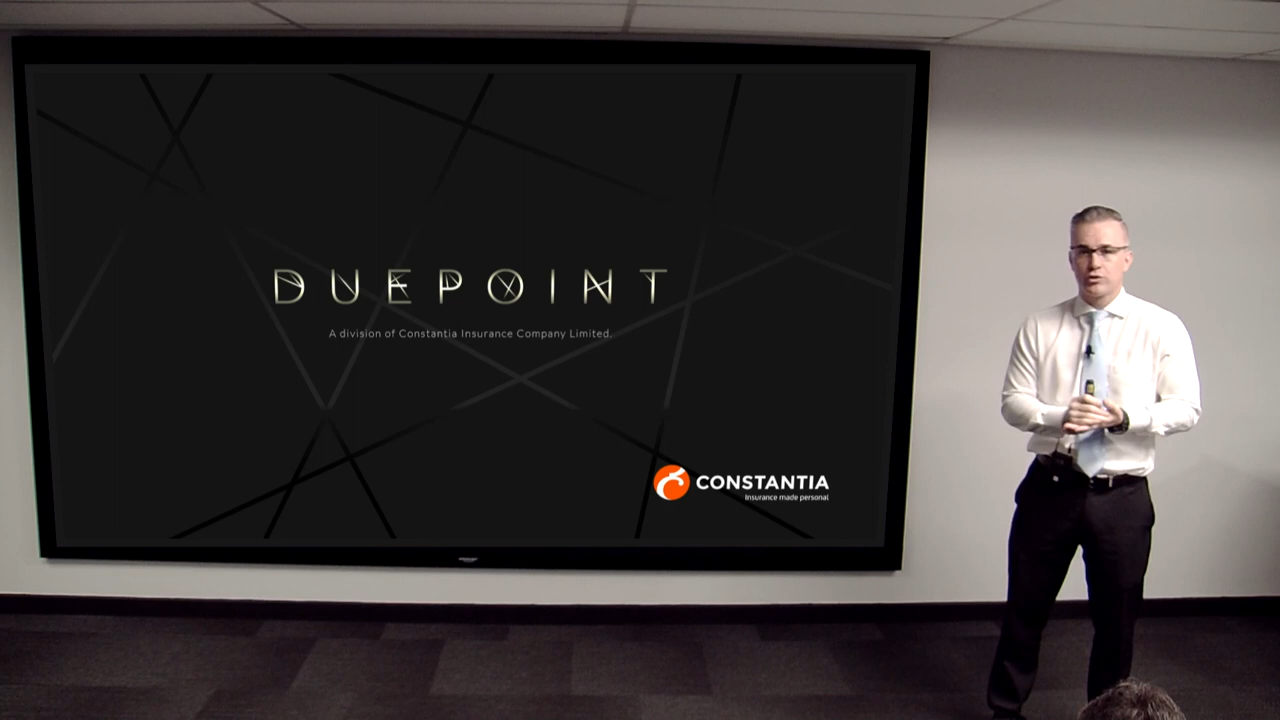 DUEPOINT
A division of Constantia Insurance Company Limited.
CONSTANTIA
Insurance made personal